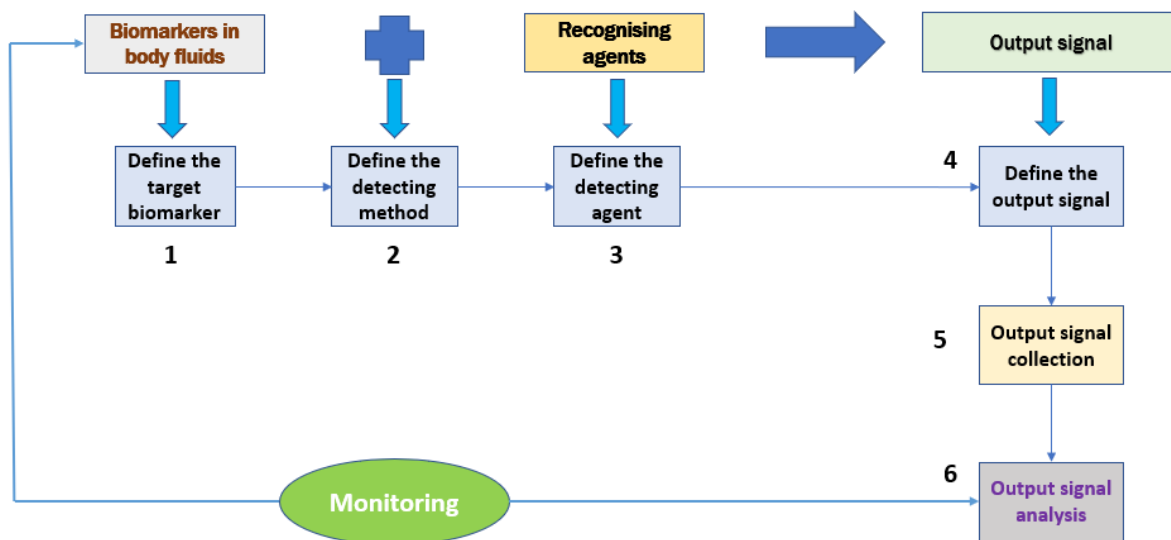 Biomarkers in
body fluids
Recognising
agents
Output signal
Define the
target
biomarker
1
Define the
detecting
method
2
Define the
detecting
agent
3
4
Define the
output signal
5
Output signal
collection
6
Output signal
analysis
Monitoring